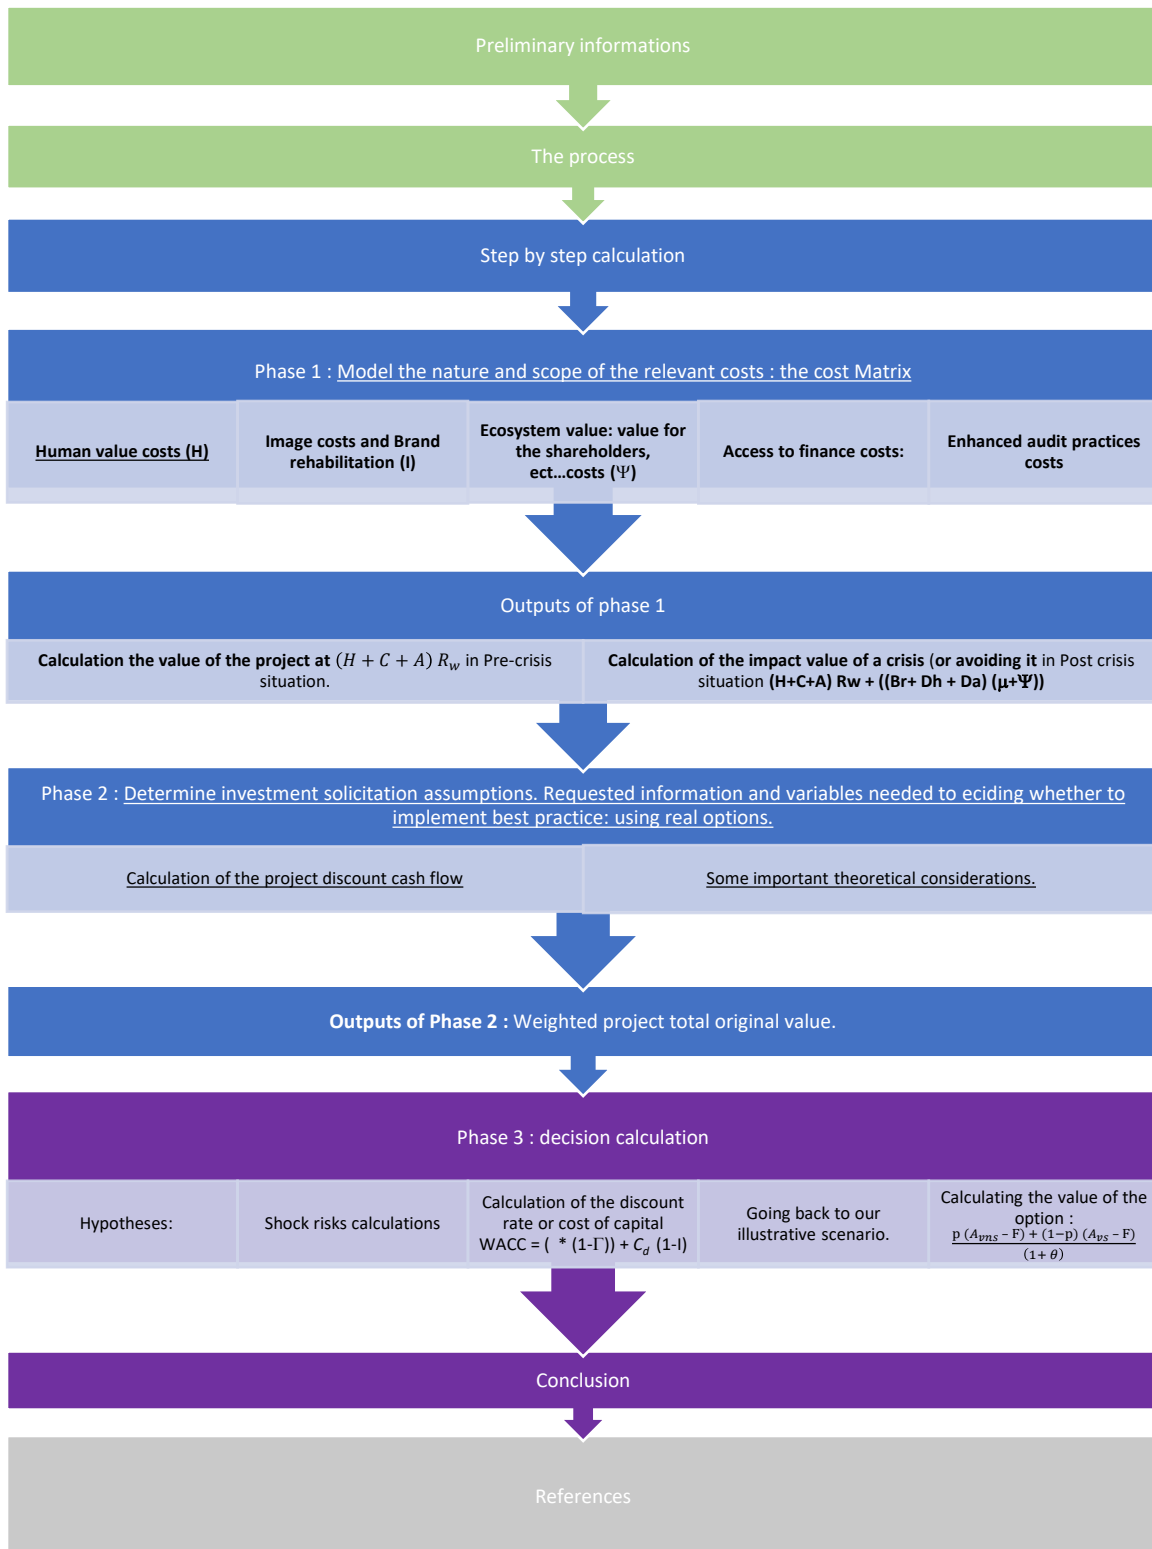 Preliminary informations
The process
Step by step calculation
Phase 1 : Model the nature and scope of the relevant costs : the cost Matrix
Human value costs (H)
Image costs and Brand
rehabilitation (I)
Ecosystem value: value for
the shareholders,
ect...costs (Ψ)
Access to finance costs:
Enhanced audit practices
costs
Outputs of phase 1
Calculation the value of the project at (H + C + A) R_w in Pre-crisis
situation.
Calculation of the impact value of a crisis (or avoiding it in Post crisis
situation (H+C+A) Rw + ((Br+ Dh + Da) (μ+Ψ))
Phase 2 : Determine investment solicitation assumptions. Requested information and variables needed to eciding whether to
implement best practice: using real options.
Calculation of the project discount cash flow
Some important theoretical considerations.
Outputs of Phase 2 : Weighted project total original value.
Phase 3 : decision calculation
Hypotheses:
Shock risks calculations
Calculation of the discount
rate or cost of capital
WACC = ( * (1-Γ)) + C_d (1-I)
Going back to our
illustrative scenario.
Calculating the value of the
option :
p (A_vns – F) + (1–p) (A_vs – F)
(1+ θ)
Conclusion
References